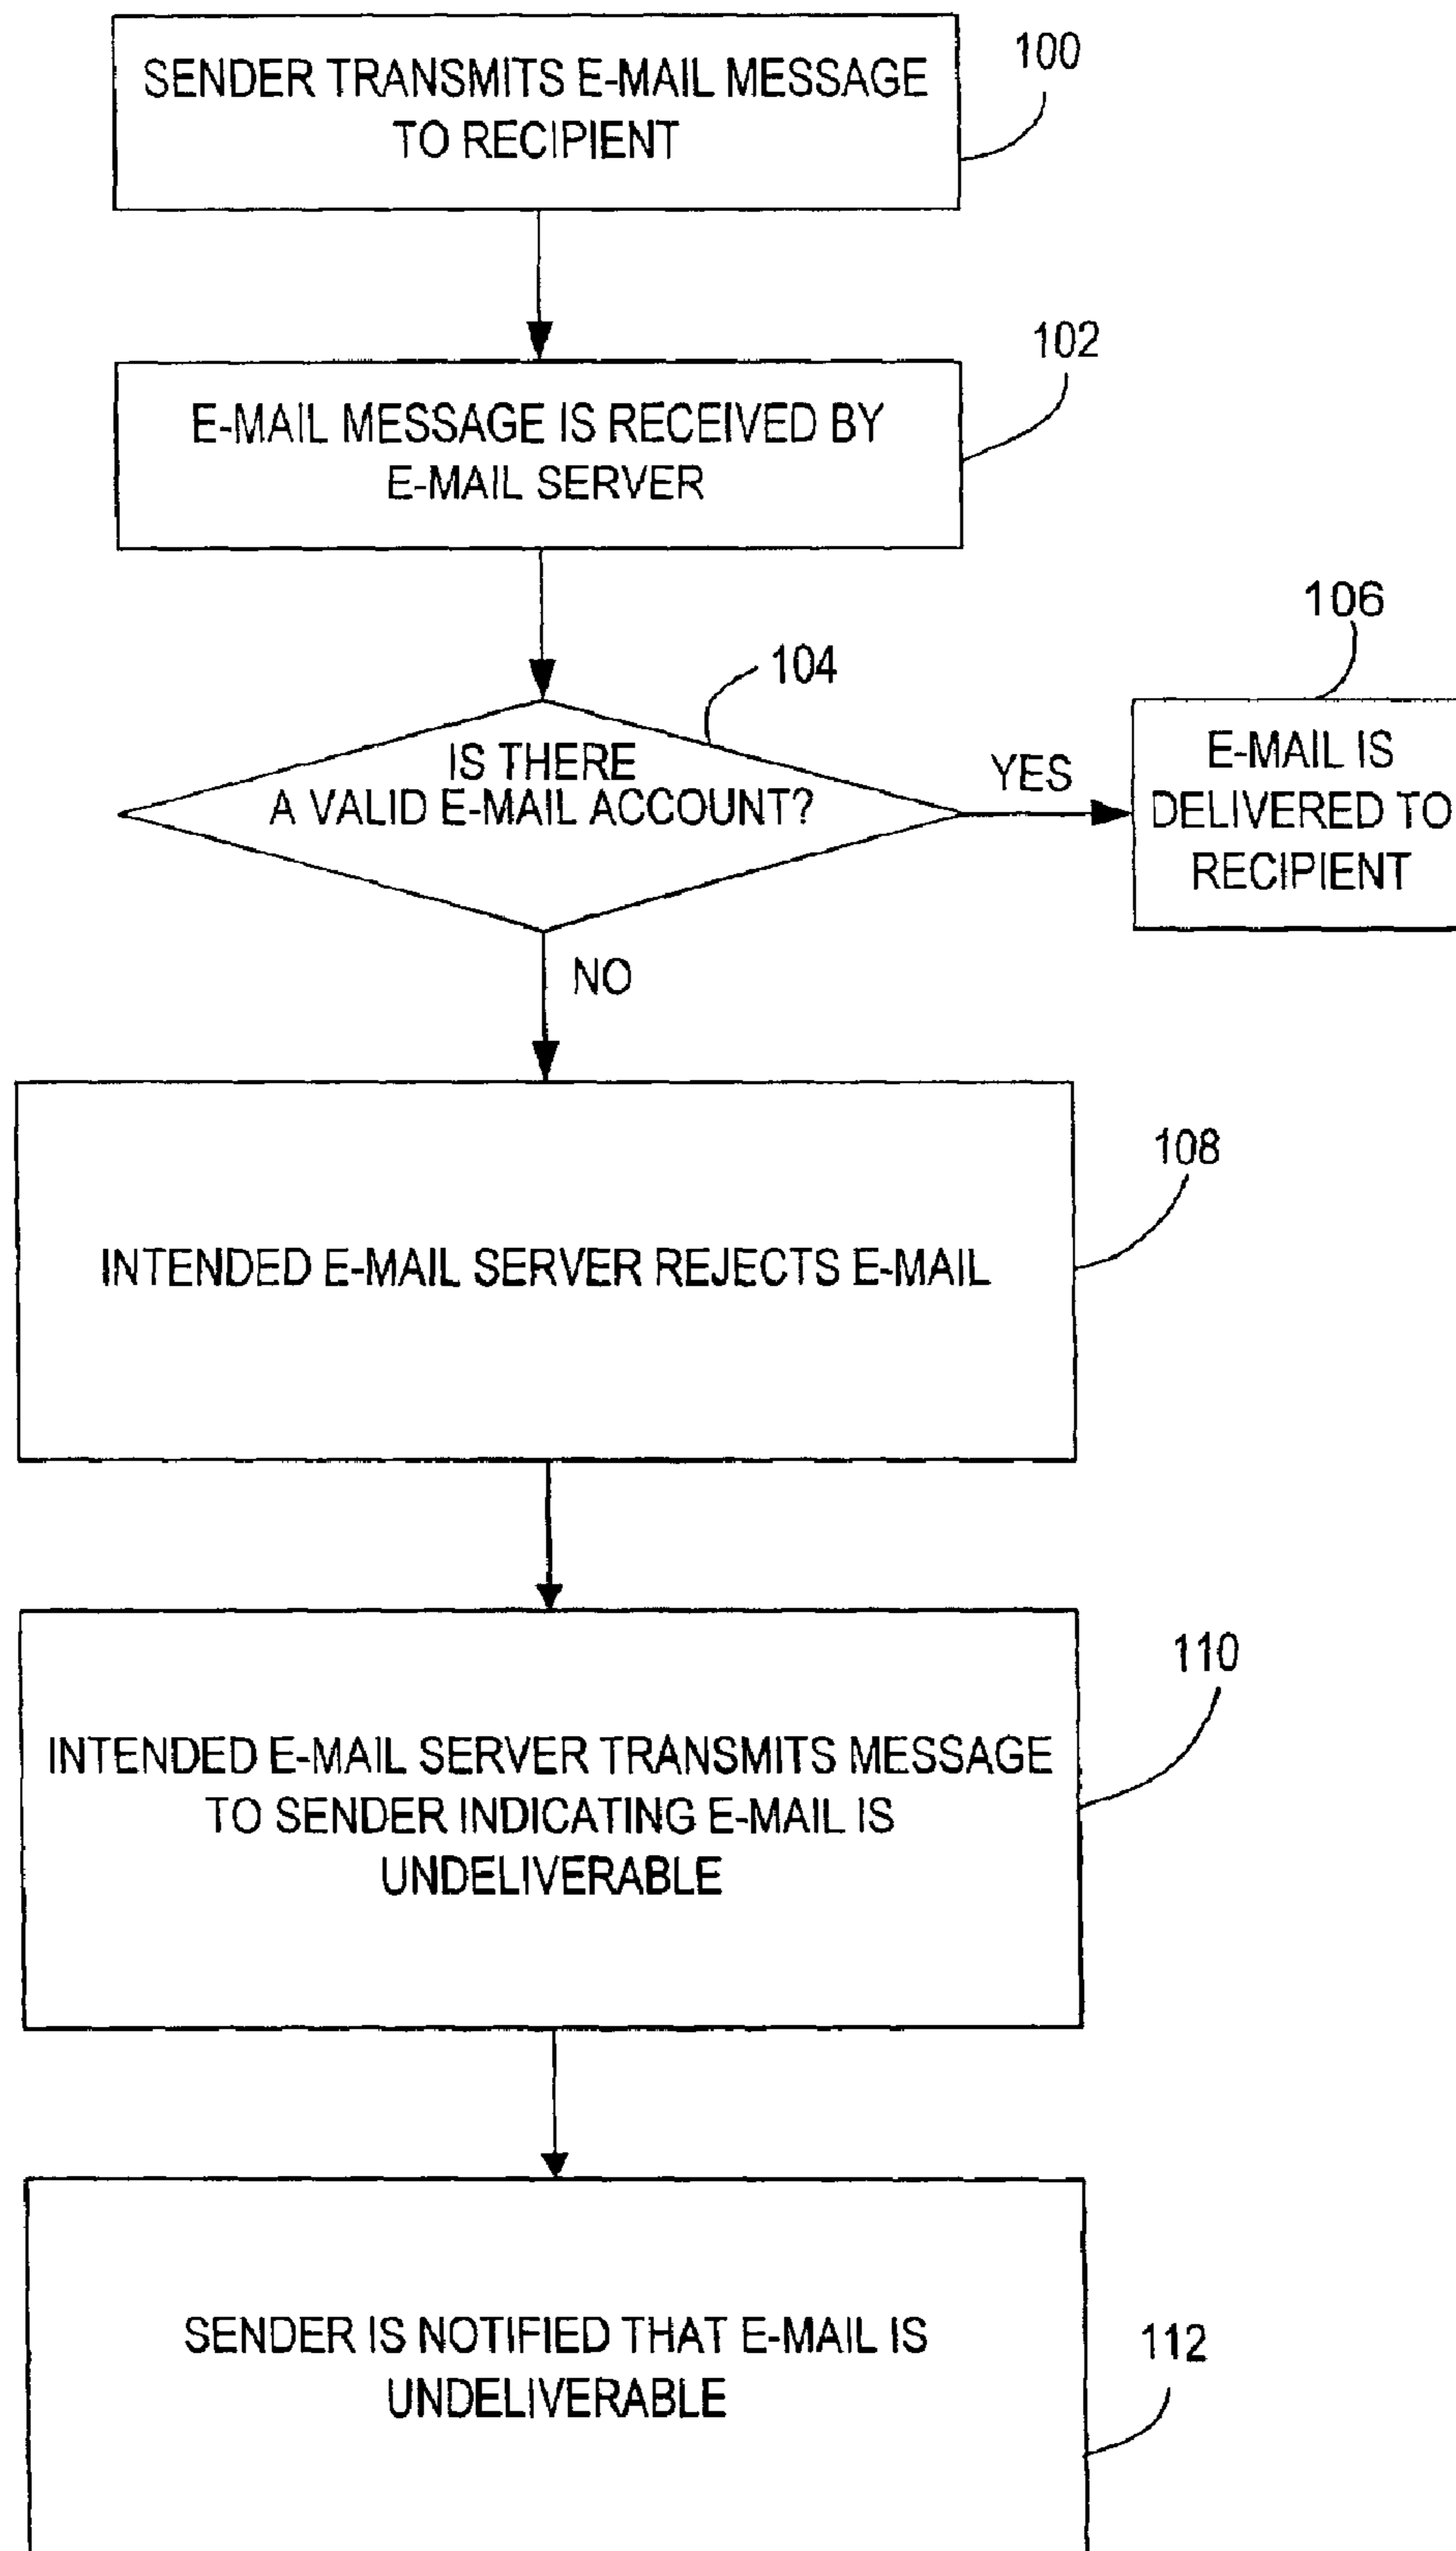 SENDER TRANSMITS E-MAIL MESSAGE
TO RECIPIENT
100
E-MAIL MESSAGE IS RECEIVED BY
E-MAIL SERVER
102
IS THERE
A VALID E-MAIL ACCOUNT?
104
YES
106
E-MAIL IS
DELIVERED TO
RECIPIENT
NO
INTENDED E-MAIL SERVER REJECTS E-MAIL
108
INTENDED E-MAIL SERVER TRANSMITS MESSAGE
TO SENDER INDICATING E-MAIL IS
UNDELIVERABLE
110
SENDER IS NOTIFIED THAT E-MAIL IS
UNDELIVERABLE
112